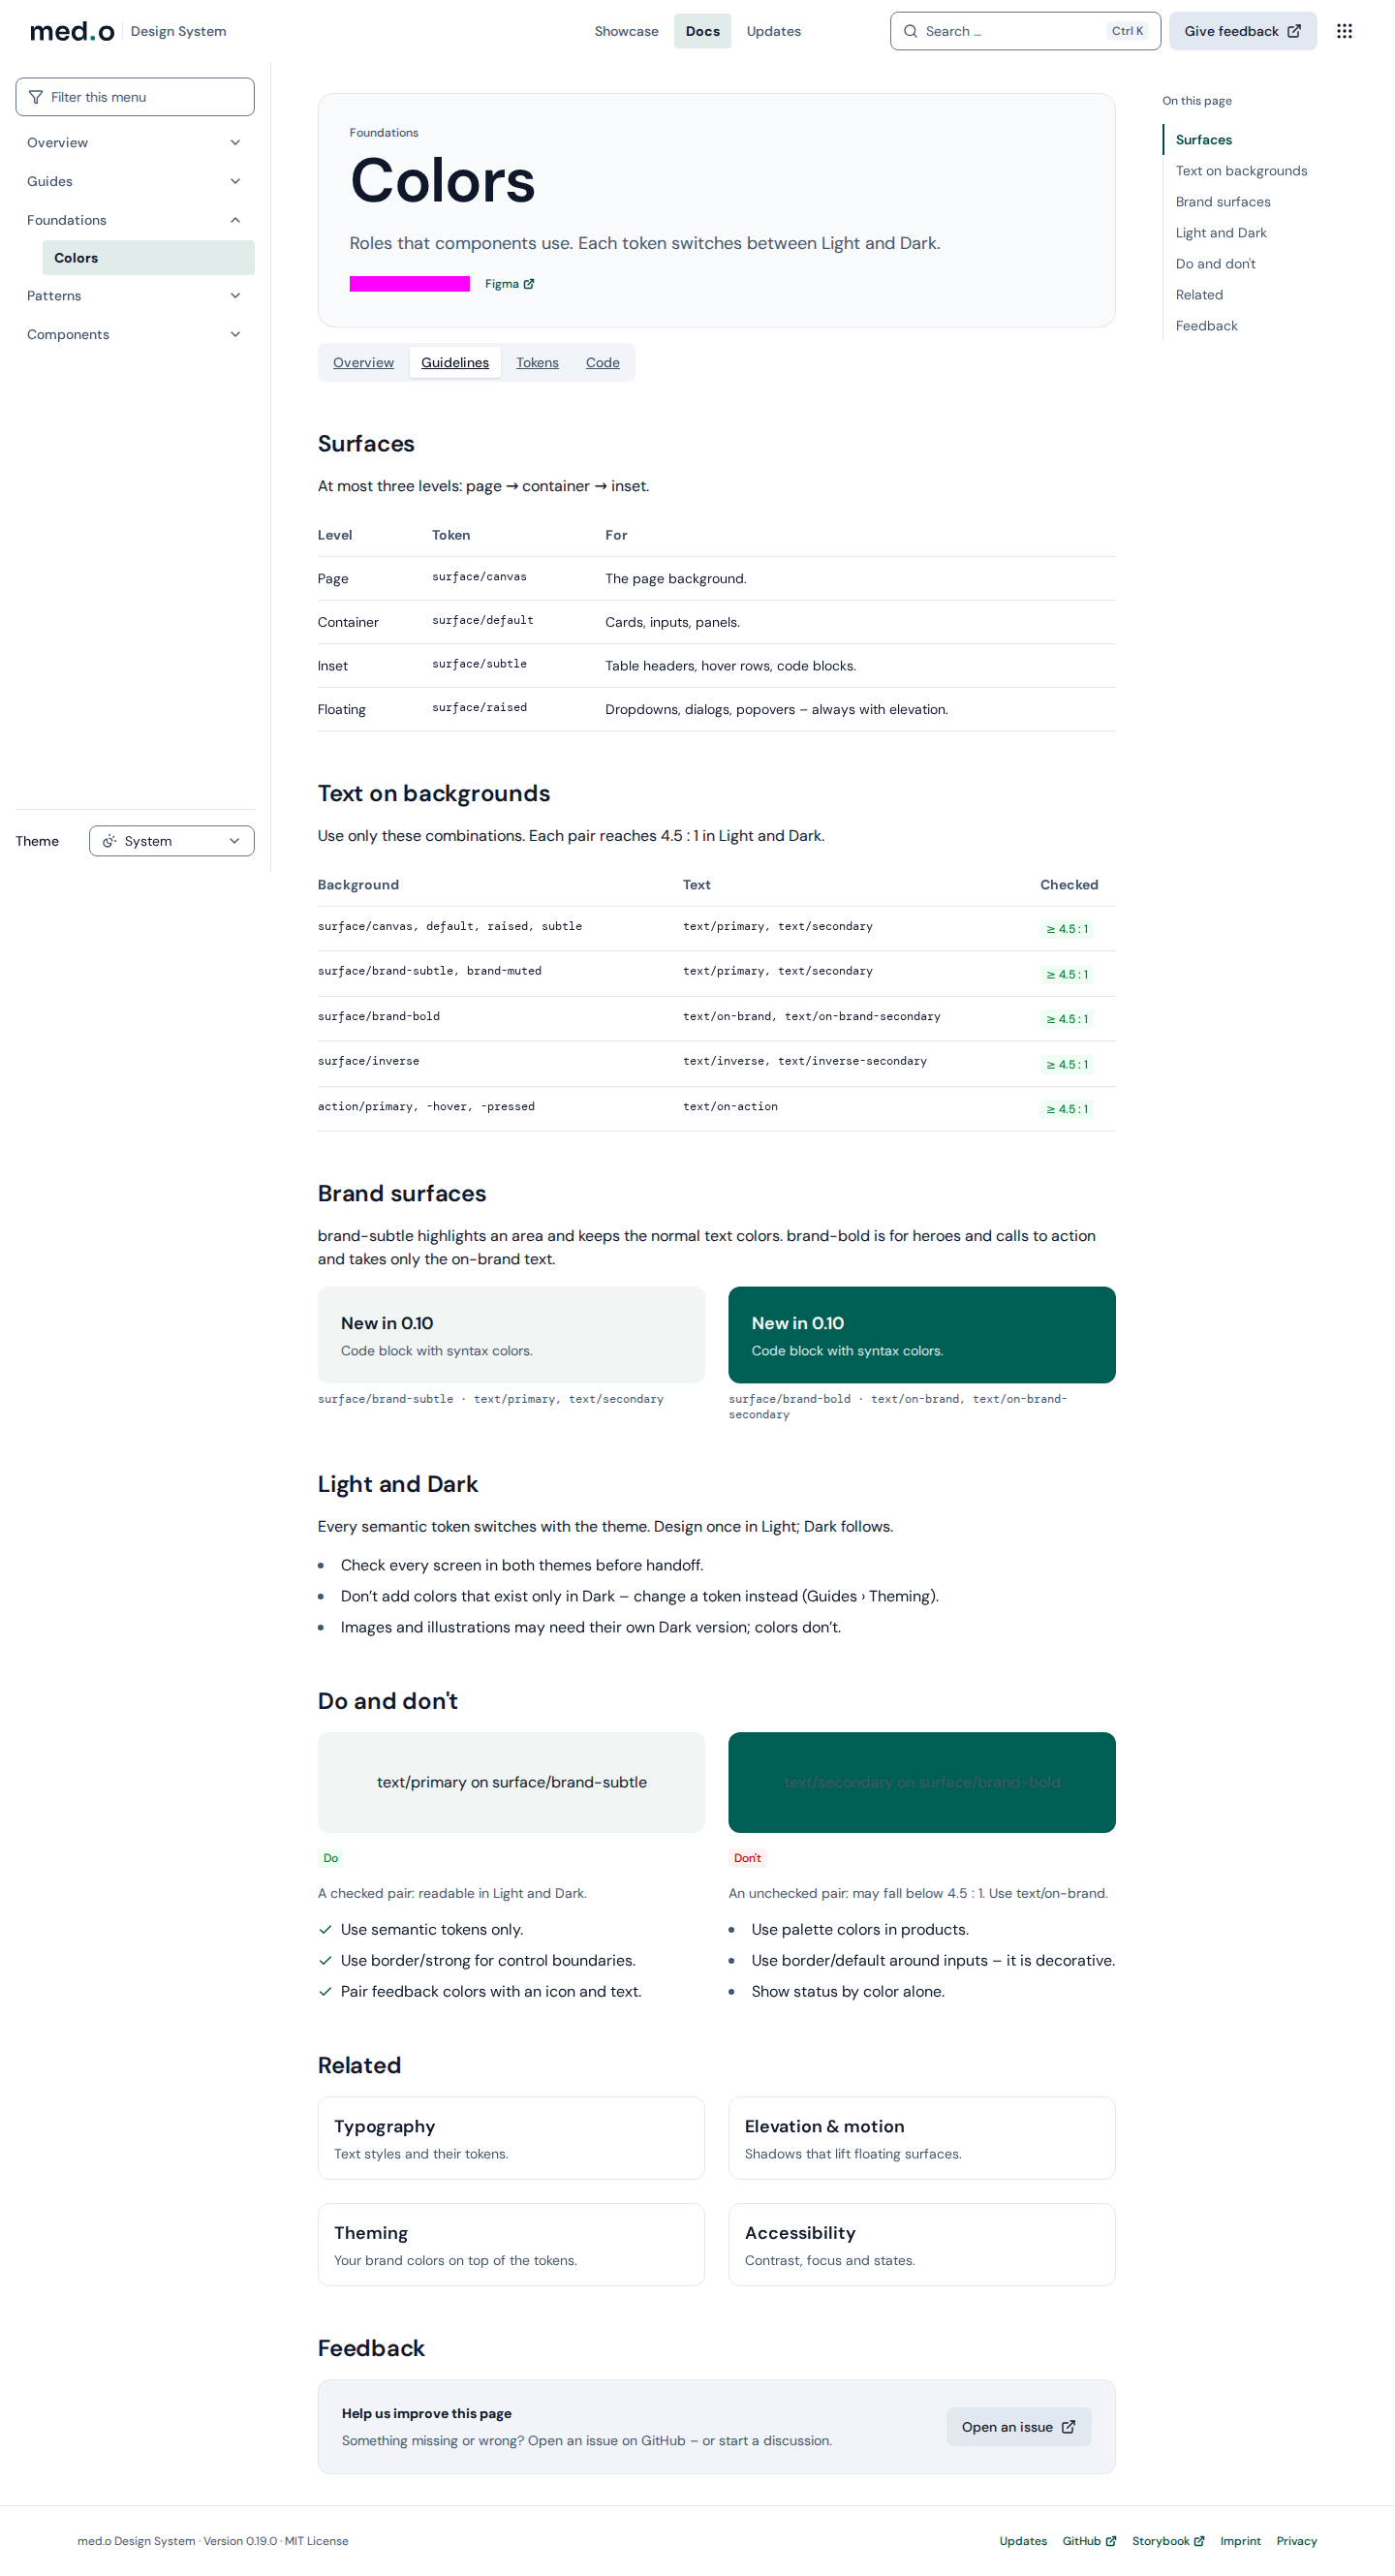 med.o Design System
Showcase Docs Updates
Search ... Ctrl K
Give feedback
Filter this menu
Overview
Guides
Foundations
Colors
Patterns
Components
Theme System
Foundations
Colors
Roles that components use. Each token switches between Light and Dark.
Figma
Overview Guidelines Tokens Code
On this page
Surfaces
Text on backgrounds
Brand surfaces
Light and Dark
Do and don't
Related
Feedback
Surfaces
At most three levels: page → container → inset.
Level Token For
Page surface/canvas The page background.
Container surface/default Cards, inputs, panels.
Inset surface/subtle Table headers, hover rows, code blocks.
Floating surface/raised Dropdowns, dialogs, popovers – always with elevation.
Text on backgrounds
Use only these combinations. Each pair reaches 4.5 : 1 in Light and Dark.
Background Text Checked
surface/canvas, default, raised, subtle text/primary, text/secondary ≥ 4.5 : 1
surface/brand-subtle, brand-muted text/primary, text/secondary ≥ 4.5 : 1
surface/brand-bold text/on-brand, text/on-brand-secondary ≥ 4.5 : 1
surface/inverse text/inverse, text/inverse-secondary ≥ 4.5 : 1
action/primary, -hover, -pressed text/on-action ≥ 4.5 : 1
Brand surfaces
brand-subtle highlights an area and keeps the normal text colors. brand-bold is for heroes and calls to action
and takes only the on-brand text.
New in 0.10
Code block with syntax colors.
surface/brand-subtle · text/primary, text/secondary
New in 0.10
Code block with syntax colors.
surface/brand-bold · text/on-brand, text/on-brand-
secondary
Light and Dark
Every semantic token switches with the theme. Design once in Light; Dark follows.
Check every screen in both themes before handoff.
Don’t add colors that exist only in Dark – change a token instead (Guides › Theming).
Images and illustrations may need their own Dark version; colors don’t.
Do and don't
text/primary on surface/brand-subtle
Do
A checked pair: readable in Light and Dark.
Use semantic tokens only.
Use border/strong for control boundaries.
Pair feedback colors with an icon and text.
text/secondary on surface/brand-bold
Don't
An unchecked pair: may fall below 4.5 : 1. Use text/on-brand.
Use palette colors in products.
Use border/default around inputs – it is decorative.
Show status by color alone.
Related
Typography
Text styles and their tokens.
Elevation & motion
Shadows that lift floating surfaces.
Theming
Your brand colors on top of the tokens.
Accessibility
Contrast, focus and states.
Feedback
Help us improve this page
Something missing or wrong? Open an issue on GitHub – or start a discussion.
Open an issue
med.o Design System · Version 0.19.0 · MIT License
Updates GitHub Storybook Imprint Privacy